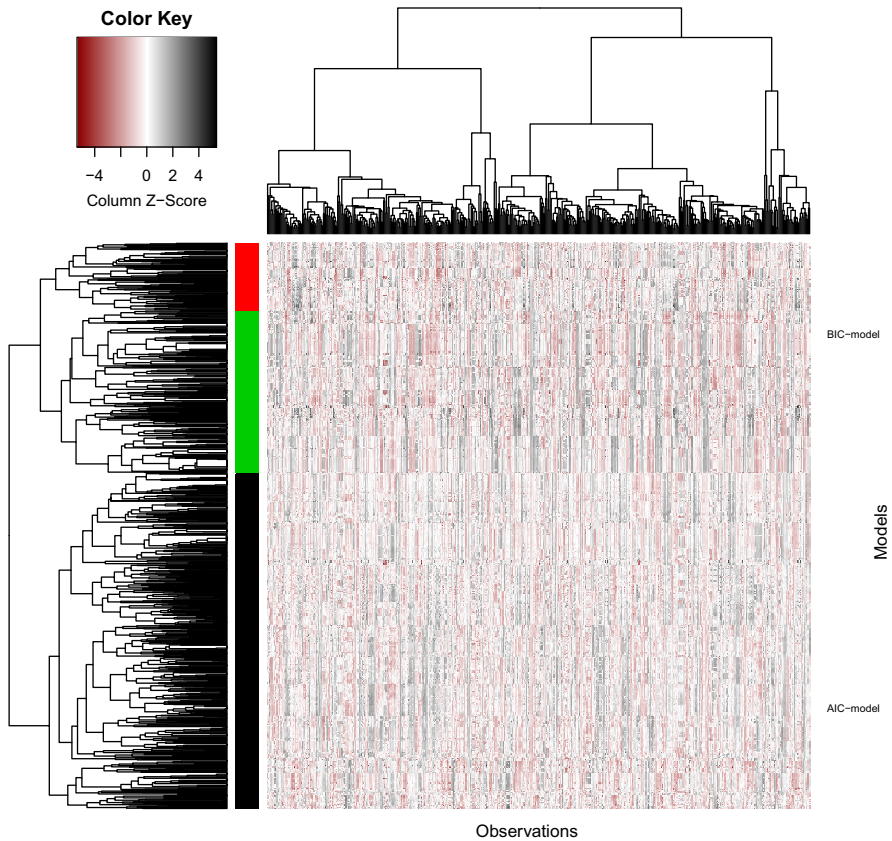 Color Key
−4 0 2 4
Column Z−Score
BIC−model
Models
AIC−model
Observations